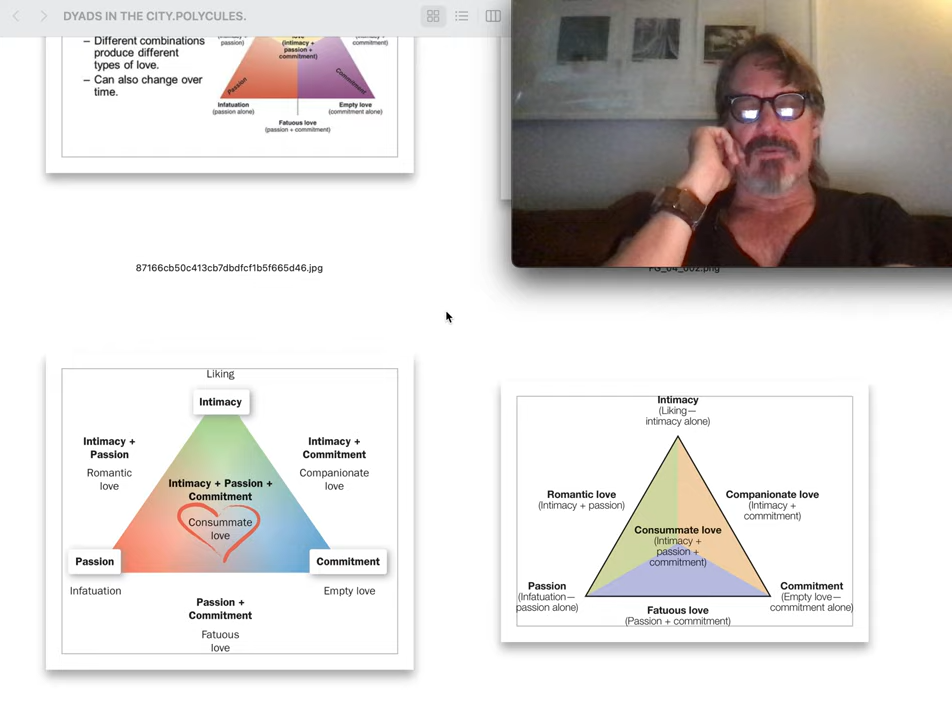 DYADS IN THE CITY.POLYCULES.
– Different combinations
produce different
types of love.
– Can also change over
time.
(intimacy +
passion)
love
(intimacy +
passion +
commitment)
(intimacy +
commitment)
Passion
Commitment
Infatuation
(passion alone)
Empty love
(commitment alone)
Fatuous love
(passion + commitment)
87166cb50c413cb7dbdfcf1b5f665d46.jpg
Liking
Intimacy
Intimacy +
Passion
Romantic
love
Intimacy +
Commitment
Companionate
love
Intimacy + Passion +
Commitment
Consummate
love
Passion
Commitment
Infatuation
Empty love
Passion +
Commitment
Fatuous
love
Intimacy
(Liking—
intimacy alone)
Romantic love
(Intimacy + passion)
Companionate love
(Intimacy +
commitment)
Consummate love
(Intimacy +
passion +
commitment)
Passion
(Infatuation—
passion alone)
Commitment
(Empty love—
commitment alone)
Fatuous love
(Passion + commitment)